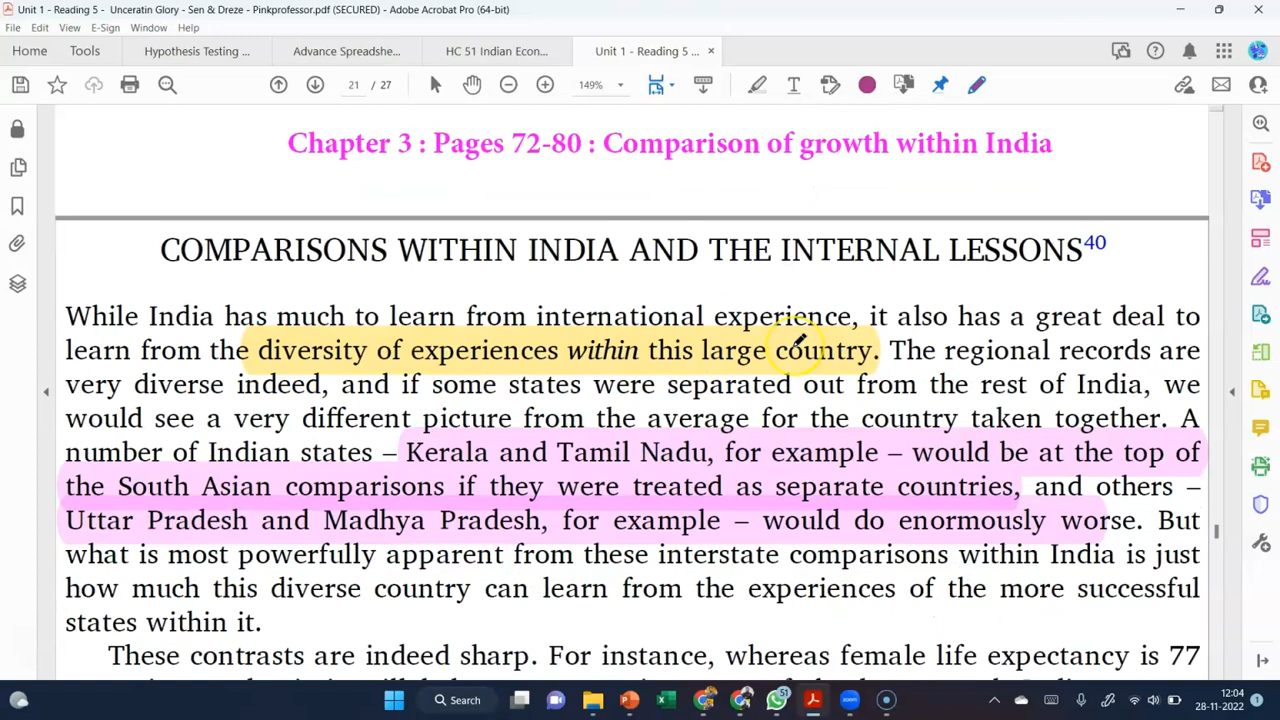 Unit 1 - Reading 5 - Unceratin Glory - Sen & Dreze - Pinkprofessor.pdf (SECURED) - Adobe Acrobat Pro (64-bit)
File Edit View E-Sign Window Help
Home Tools Hypothesis Testing ... Advance Spreadshe... HC 51 Indian Econ... Unit 1 - Reading 5 ... ×
21 / 27 149%
Chapter 3 : Pages 72-80 : Comparison of growth within India
COMPARISONS WITHIN INDIA AND THE INTERNAL LESSONS40
While India has much to learn from international experience, it also has a great deal to
learn from the diversity of experiences within this large country. The regional records are
very diverse indeed, and if some states were separated out from the rest of India, we
would see a very different picture from the average for the country taken together. A
number of Indian states – Kerala and Tamil Nadu, for example – would be at the top of
the South Asian comparisons if they were treated as separate countries, and others –
Uttar Pradesh and Madhya Pradesh, for example – would do enormously worse. But
what is most powerfully apparent from these interstate comparisons within India is just
how much this diverse country can learn from the experiences of the more successful
states within it.
These contrasts are indeed sharp. For instance, whereas female life expectancy is 77
Search 51 12:04
28-11-2022